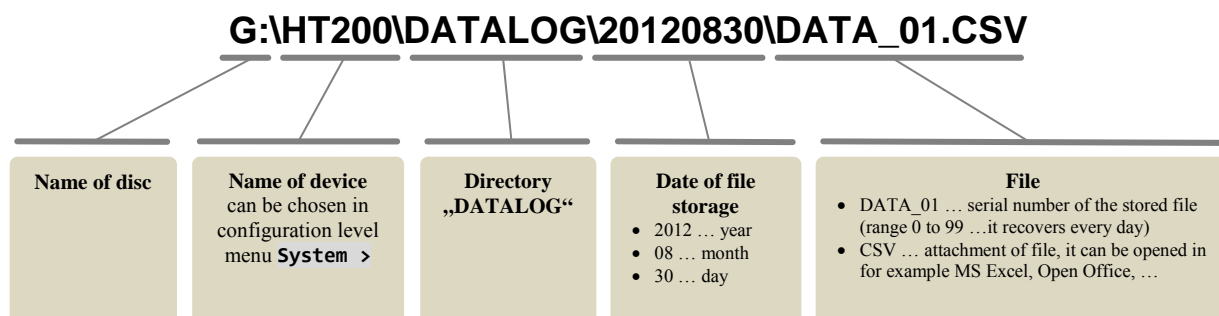 G:\HT200\DATALOG\20120830\DATA_01.CSV
Name of disc
Name of device
can be chosen in
configuration level
menu System >
Directory
„DATALOG“
Date of file
storage
• 2012 … year
• 08 … month
• 30 … day
File
• DATA_01 … serial number of the stored file
(range 0 to 99 …it recovers every day)
• CSV … attachment of file, it can be opened in
for example MS Excel, Open Office, …